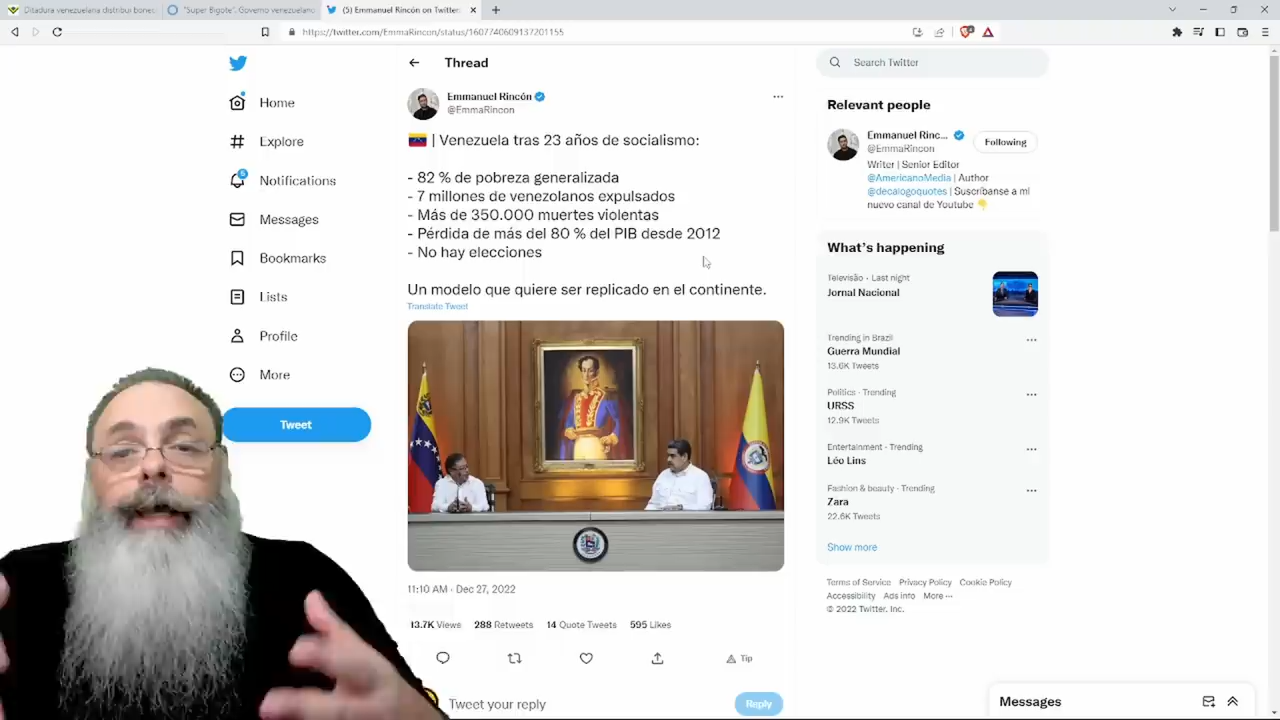 Ditadura venezuelana distribui bonec
"Super Bigote". Governo venezuelano
(5) Emmanuel Rincón on Twitter:
https://twitter.com/EmmaRincon/status/1607740609137201155
Thread
Search Twitter
Home
Explore
5
Notifications
Messages
Bookmarks
Lists
Profile
More
Tweet
Emmanuel Rincón
@EmmaRincon
| Venezuela tras 23 años de socialismo:
- 82 % de pobreza generalizada
- 7 millones de venezolanos expulsados
- Más de 350.000 muertes violentas
- Pérdida de más del 80 % del PIB desde 2012
- No hay elecciones
Un modelo que quiere ser replicado en el continente.
Translate Tweet
11:10 AM · Dec 27, 2022
13.7K Views 288 Retweets 14 Quote Tweets 595 Likes
Tip
Tweet your reply
Reply
Relevant people
Emmanuel Rinc...
@EmmaRincon
Following
Writer | Senior Editor
@AmericanoMedia | Author
@decalogoquotes | Suscríbanse a mi
nuevo canal de Youtube
What's happening
Televisão · Last night
Jornal Nacional
Trending in Brazil
Guerra Mundial
13.6K Tweets
Politics · Trending
URSS
12.9K Tweets
Entertainment · Trending
Léo Lins
Fashion & beauty · Trending
Zara
22.6K Tweets
Show more
Terms of Service Privacy Policy Cookie Policy
Accessibility Ads info More ...
© 2022 Twitter, Inc.
Messages